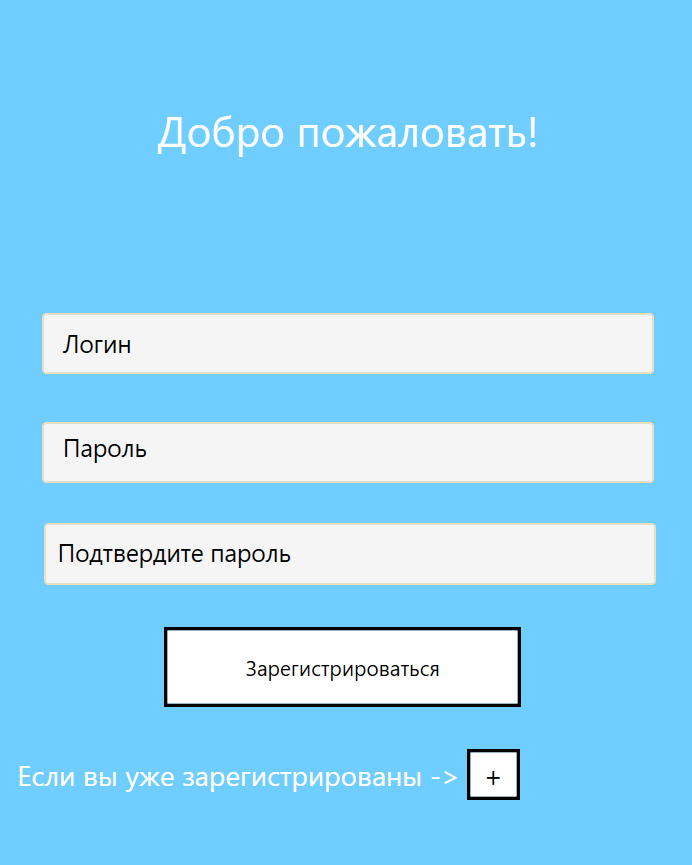 Добро пожаловать!
Логин
Пароль
Подтвердите пароль
Зарегистрироваться
Если вы уже зарегистрированы -> +